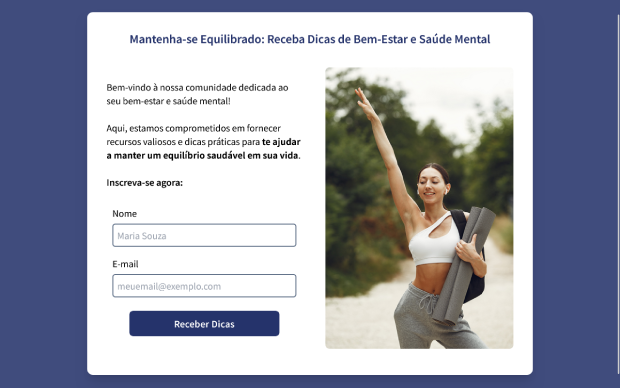 Mantenha-se Equilibrado: Receba Dicas de Bem-Estar e Saúde Mental
Bem-vindo à nossa comunidade dedicada ao
seu bem-estar e saúde mental!
Aqui, estamos comprometidos em fornecer
recursos valiosos e dicas práticas para te ajudar
a manter um equilíbrio saudável em sua vida.
Inscreva-se agora:
Nome
Maria Souza
E-mail
meuemail@exemplo.com
Receber Dicas